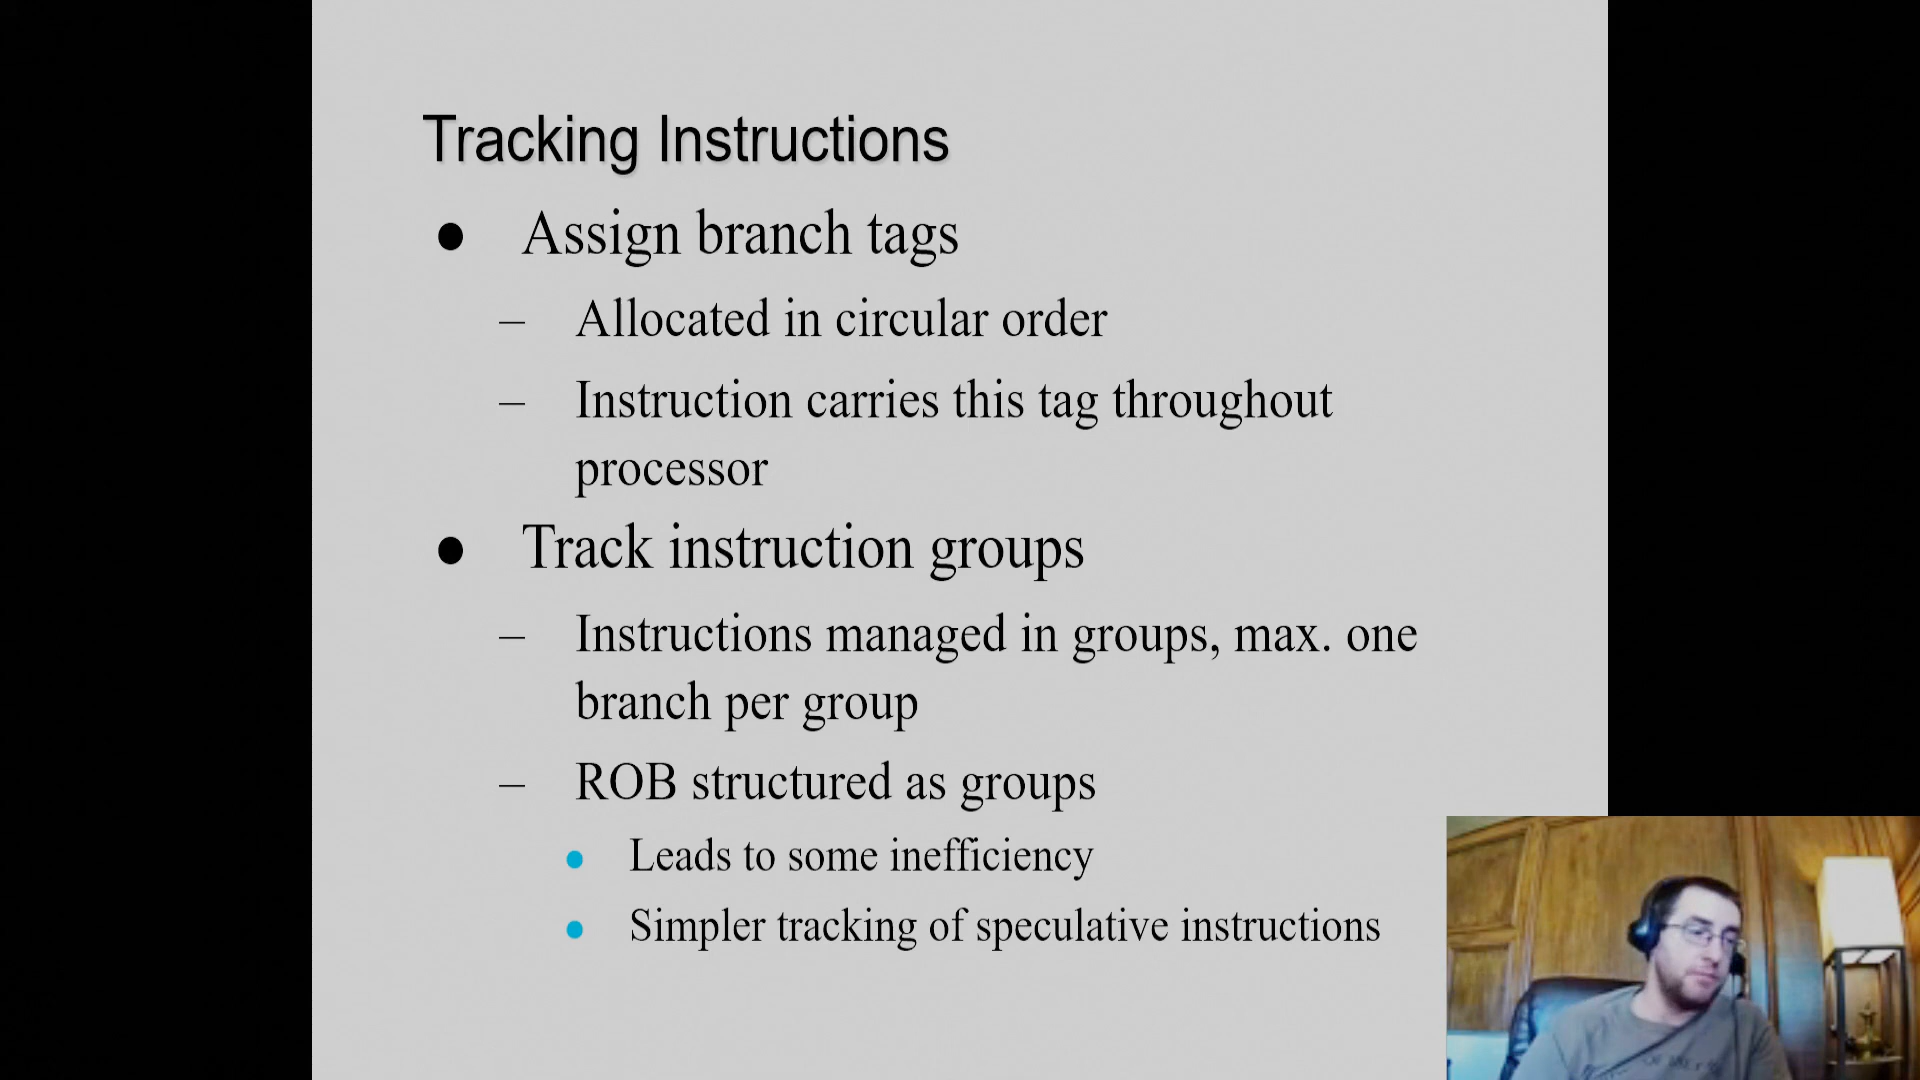 Tracking Instructions
● Assign branch tags
– Allocated in circular order
– Instruction carries this tag throughout
processor
● Track instruction groups
– Instructions managed in groups, max. one
branch per group
– ROB structured as groups
● Leads to some inefficiency
● Simpler tracking of speculative instructions